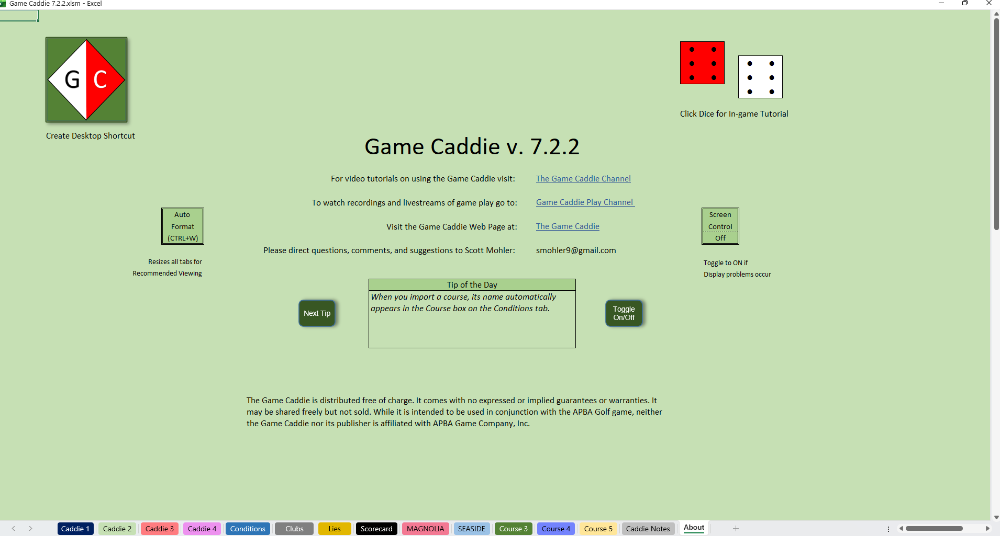 Game Caddie 7.2.2.xlsm - Excel
G C
Create Desktop Shortcut
Click Dice for In-game Tutorial
Game Caddie v. 7.2.2
For video tutorials on using the Game Caddie visit: The Game Caddie Channel
To watch recordings and livestreams of game play go to: Game Caddie Play Channel
Visit the Game Caddie Web Page at: The Game Caddie
Please direct questions, comments, and suggestions to Scott Mohler: smohler9@gmail.com
Auto
Format
(CTRL+W)
Resizes all tabs for
Recommended Viewing
Screen
Control
Off
Toggle to ON if
Display problems occur
Next Tip
Tip of the Day
When you import a course, its name automatically
appears in the Course box on the Conditions tab.
Toggle
On/Off
The Game Caddie is distributed free of charge. It comes with no expressed or implied guarantees or warranties. It
may be shared freely but not sold. While it is intended to be used in conjunction with the APBA Golf game, neither
the Game Caddie nor its publisher is affiliated with APBA Game Company, Inc.
Caddie 1 Caddie 2 Caddie 3 Caddie 4 Conditions Clubs Lies Scorecard MAGNOLIA SEASIDE Course 3 Course 4 Course 5 Caddie Notes About